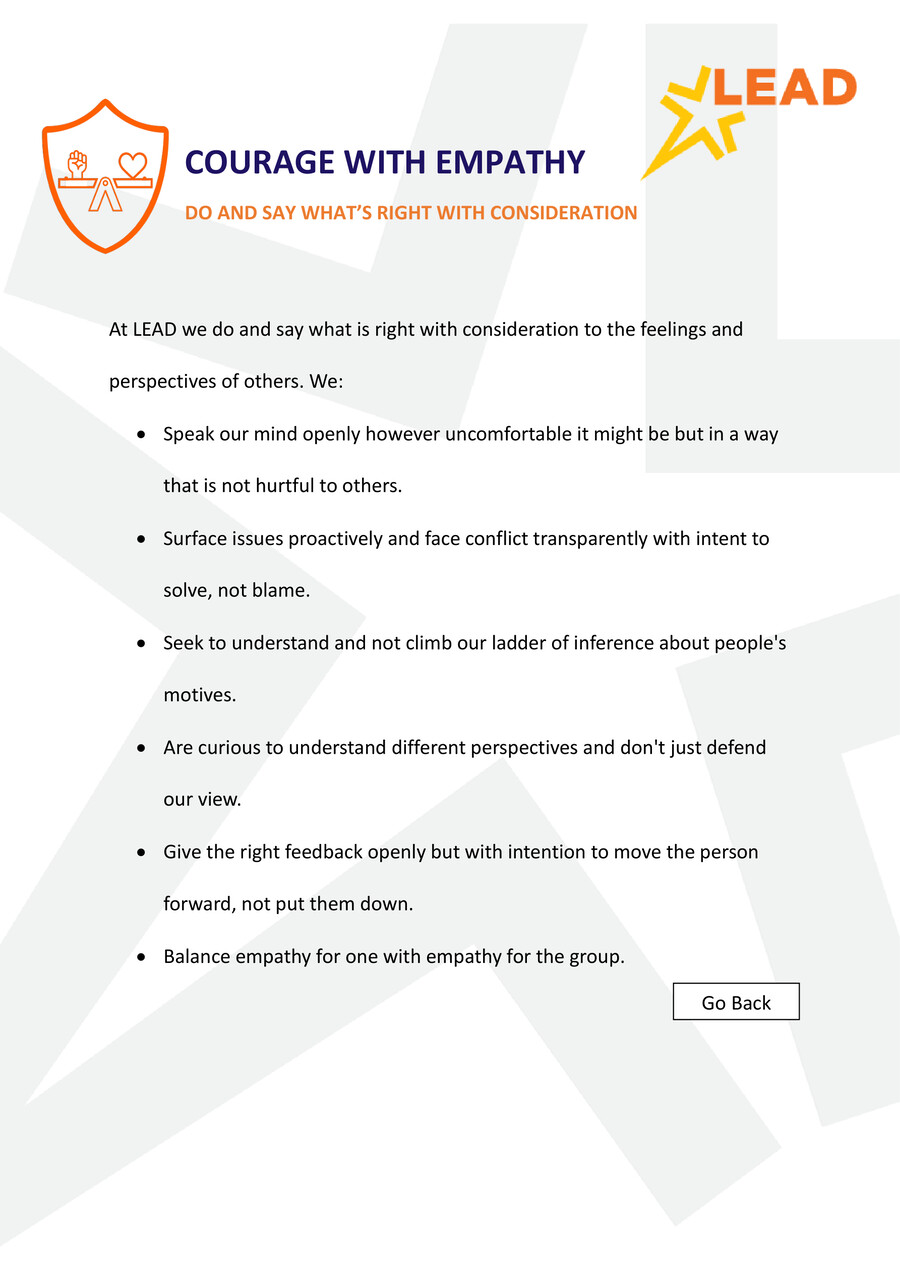 LEAD
COURAGE WITH EMPATHY
DO AND SAY WHAT’S RIGHT WITH CONSIDERATION
At LEAD we do and say what is right with consideration to the feelings and
perspectives of others. We:
• Speak our mind openly however uncomfortable it might be but in a way
that is not hurtful to others.
• Surface issues proactively and face conflict transparently with intent to
solve, not blame.
• Seek to understand and not climb our ladder of inference about people's
motives.
• Are curious to understand different perspectives and don't just defend
our view.
• Give the right feedback openly but with intention to move the person
forward, not put them down.
• Balance empathy for one with empathy for the group.
Go Back